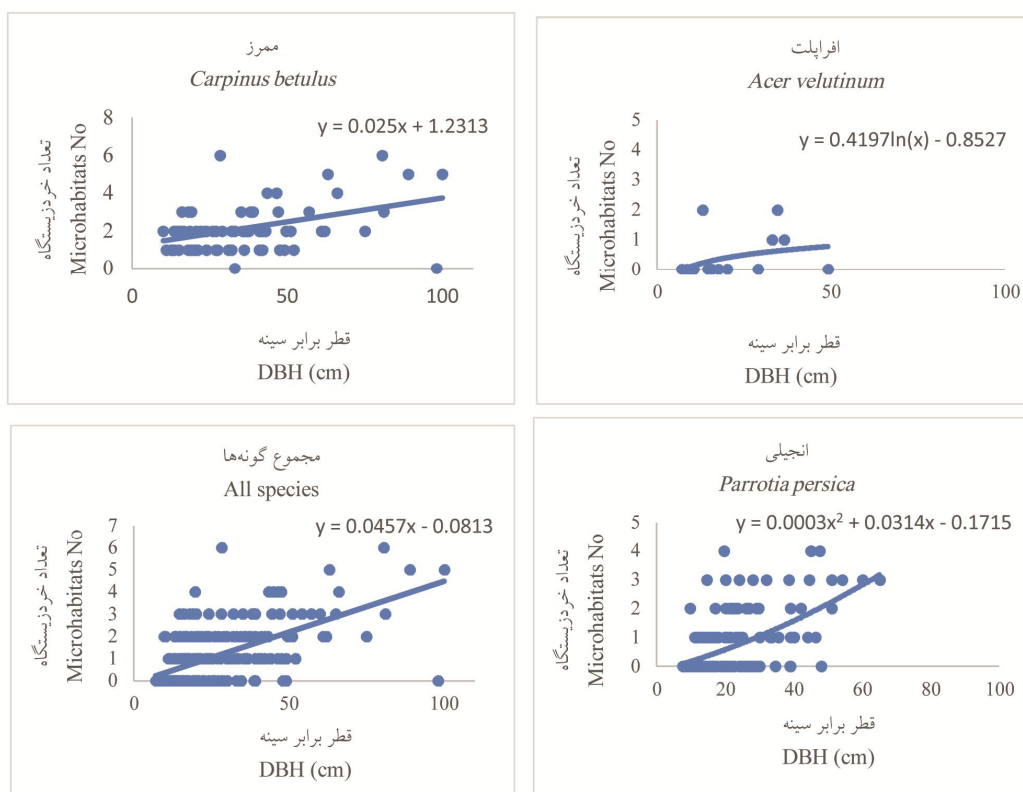 ممرز
Carpinus betulus
y = 0.025x + 1.2313
تعداد خردزیستگاه
Microhabitats No
8
6
4
2
0
0 50 100
قطر برابر سینه
DBH (cm)
افراپلت
Acer velutinum
y = 0.4197ln(x) - 0.8527
تعداد خردزیستگاه
Microhabitats No
5
4
3
2
1
0
0 50 100
قطر برابر سینه
DBH (cm)
مجموع گونه‌ها
All species
y = 0.0457x - 0.0813
تعداد خردزیستگاه
Microhabitats No
7
6
5
4
3
2
1
0
0 50 100
قطر برابر سینه
DBH (cm)
انجیلی
Parrotia persica
y = 0.0003x² + 0.0314x - 0.1715
تعداد خردزیستگاه
Microhabitats No
5
4
3
2
1
0
0 20 40 60 80 100
قطر برابر سینه
DBH (cm)